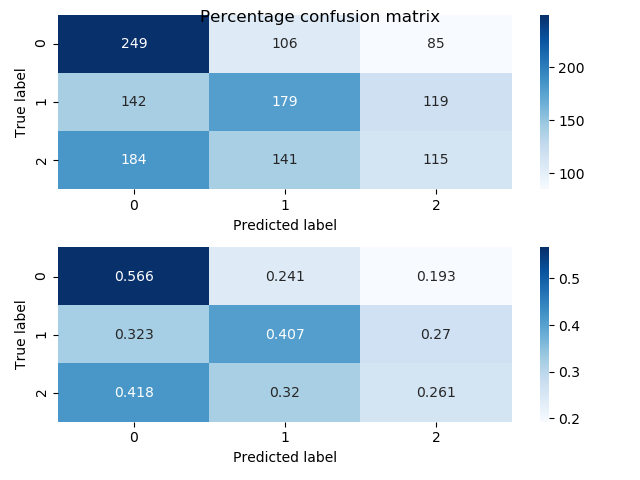 Percentage confusion matrix
True label
0 249 106 85
1 142 179 119
2 184 141 115
0 1 2
Predicted label
200
150
100
True label
0 0.566 0.241 0.193
1 0.323 0.407 0.27
2 0.418 0.32 0.261
0 1 2
Predicted label
0.5
0.4
0.3
0.2